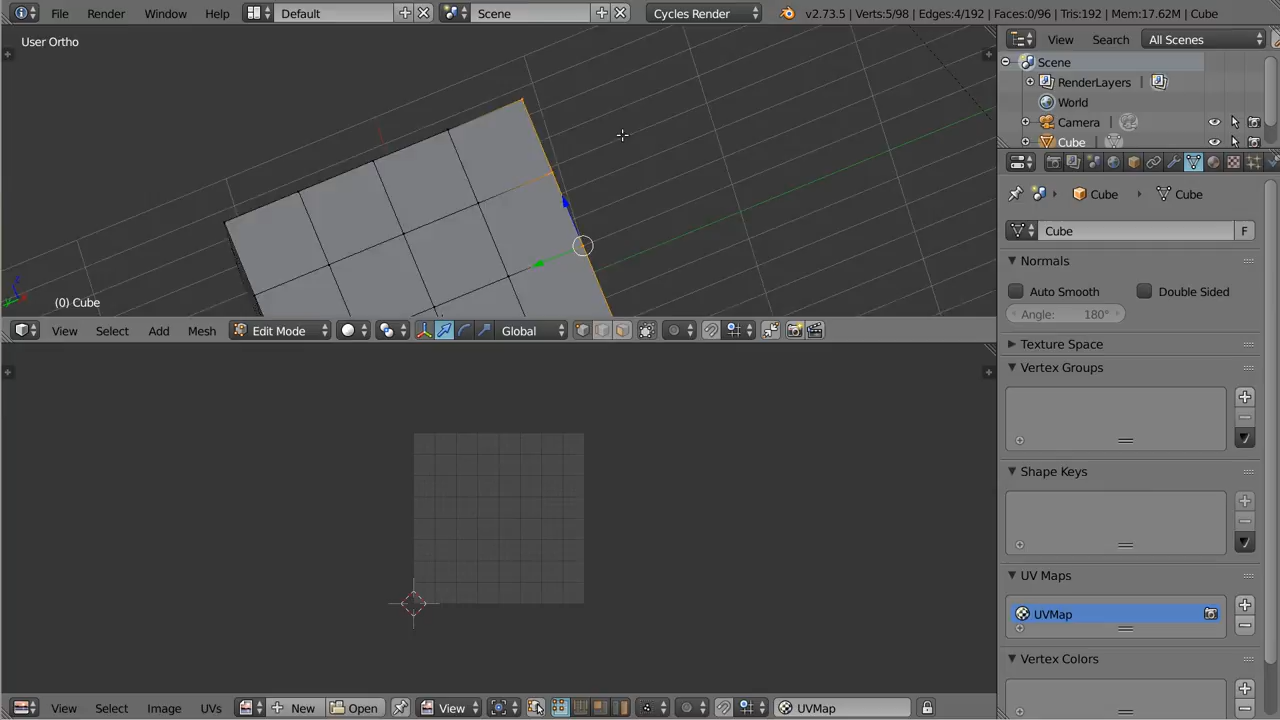 File Render Window Help Default Scene Cycles Render v2.73.5 | Verts:5/98 | Edges:4/192 | Faces:0/96 | Tris:192 | Mem:17.62M | Cube
User Ortho
View Search All Scenes
Scene
RenderLayers
World
Camera
Cube
Cube Cube
Cube F
Normals
Auto Smooth Double Sided
Angle: 180°
(0) Cube
View Select Add Mesh Edit Mode Global
Texture Space
Vertex Groups
Shape Keys
UV Maps
UVMap
Vertex Colors
View Select Image UVs New Open View UVMap